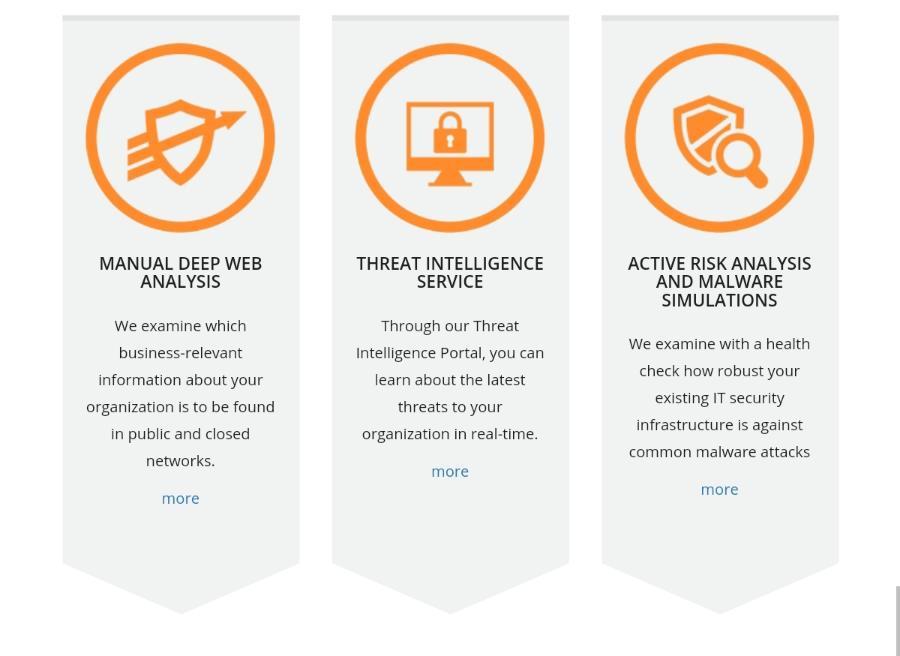 MANUAL DEEP WEB
ANALYSIS
We examine which
business-relevant
information about your
organization is to be found
in public and closed
networks.
more
THREAT INTELLIGENCE
SERVICE
Through our Threat
Intelligence Portal, you can
learn about the latest
threats to your
organization in real-time.
more
ACTIVE RISK ANALYSIS
AND MALWARE
SIMULATIONS
We examine with a health
check how robust your
existing IT security
infrastructure is against
common malware attacks
more